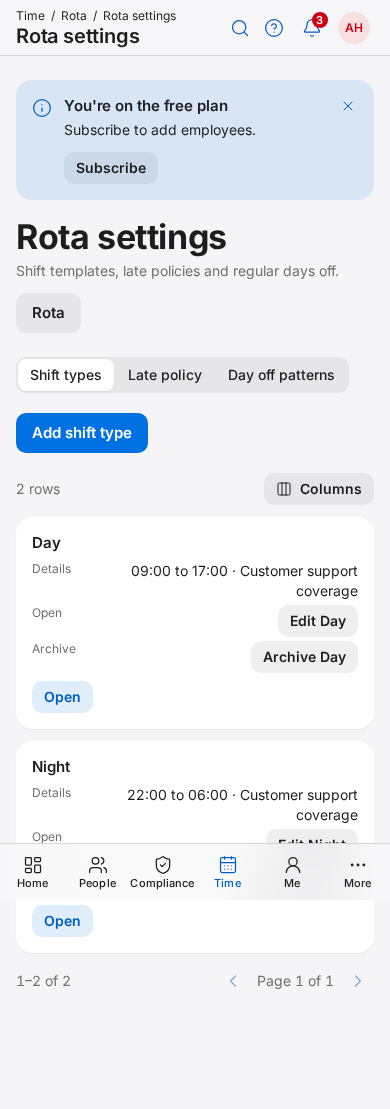 Time / Rota / Rota settings
Rota settings
3
AH
You're on the free plan
Subscribe to add employees.
Subscribe
Rota settings
Shift templates, late policies and regular days off.
Rota
Shift types Late policy Day off patterns
Add shift type
2 rows Columns
Day
Details 09:00 to 17:00 · Customer support
coverage
Open Edit Day
Archive Archive Day
Open
Night
Details 22:00 to 06:00 · Customer support
coverage
Open Edit Night
Home People Compliance Time Me More
Open
1–2 of 2 Page 1 of 1